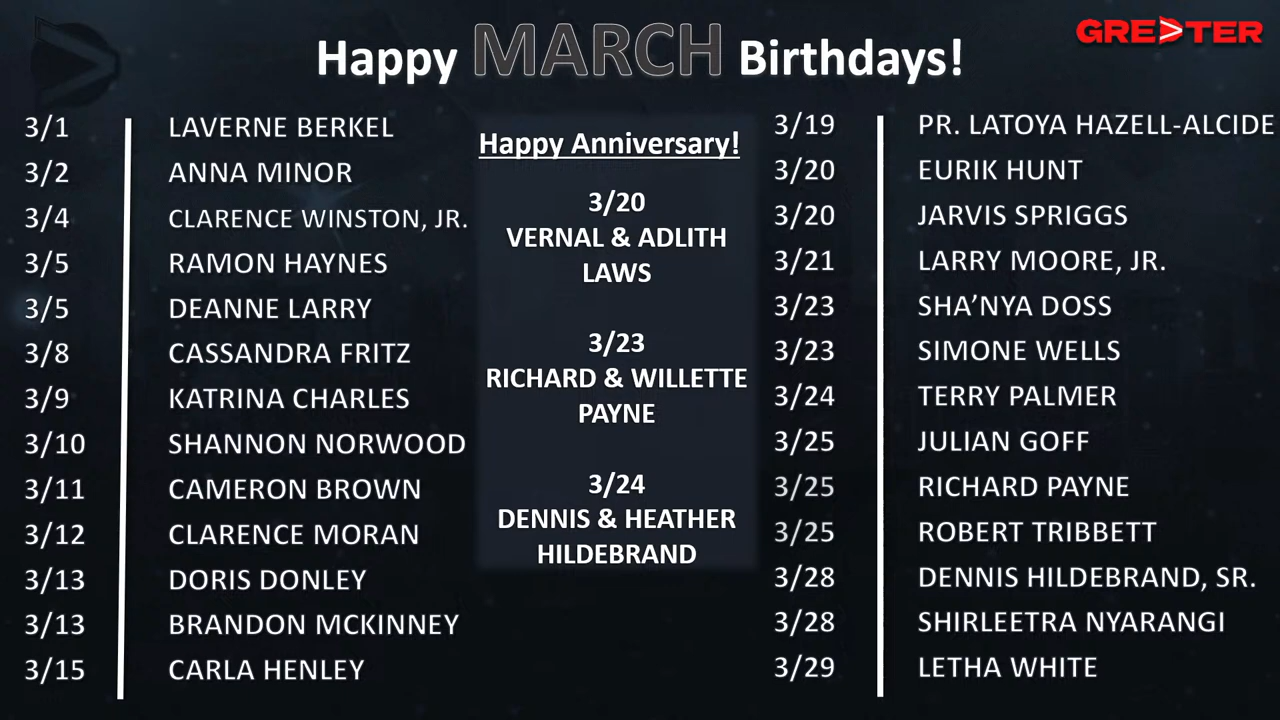 Happy MARCH Birthdays!
GRE>TER
3/1 LAVERNE BERKEL
3/2 ANNA MINOR
3/4 CLARENCE WINSTON, JR.
3/5 RAMON HAYNES
3/5 DEANNE LARRY
3/8 CASSANDRA FRITZ
3/9 KATRINA CHARLES
3/10 SHANNON NORWOOD
3/11 CAMERON BROWN
3/12 CLARENCE MORAN
3/13 DORIS DONLEY
3/13 BRANDON MCKINNEY
3/15 CARLA HENLEY
Happy Anniversary!
3/20
VERNAL & ADLITH
LAWS
3/23
RICHARD & WILLETTE
PAYNE
3/24
DENNIS & HEATHER
HILDEBRAND
3/19 PR. LATOYA HAZELL-ALCIDE
3/20 EURIK HUNT
3/20 JARVIS SPRIGGS
3/21 LARRY MOORE, JR.
3/23 SHA’NYA DOSS
3/23 SIMONE WELLS
3/24 TERRY PALMER
3/25 JULIAN GOFF
3/25 RICHARD PAYNE
3/25 ROBERT TRIBBETT
3/28 DENNIS HILDEBRAND, SR.
3/28 SHIRLEETRA NYARANGI
3/29 LETHA WHITE